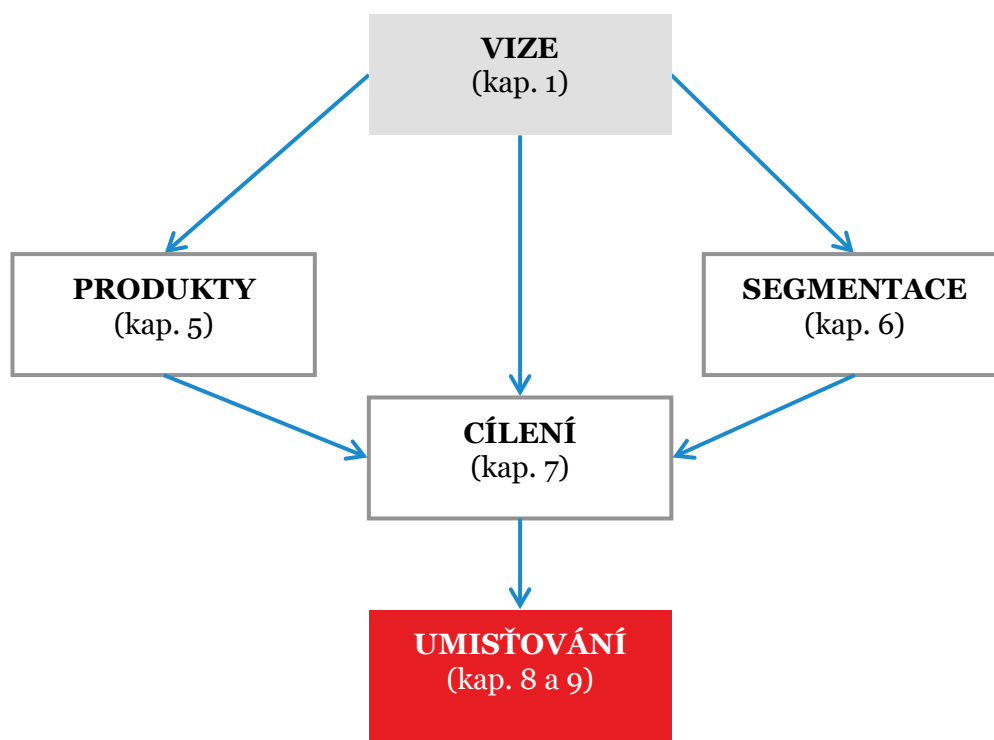 VIZE
(kap. 1)
PRODUKTY
(kap. 5)
SEGMENTACE
(kap. 6)
CÍLENÍ
(kap. 7)
UMISŤOVÁNÍ
(kap. 8 a 9)